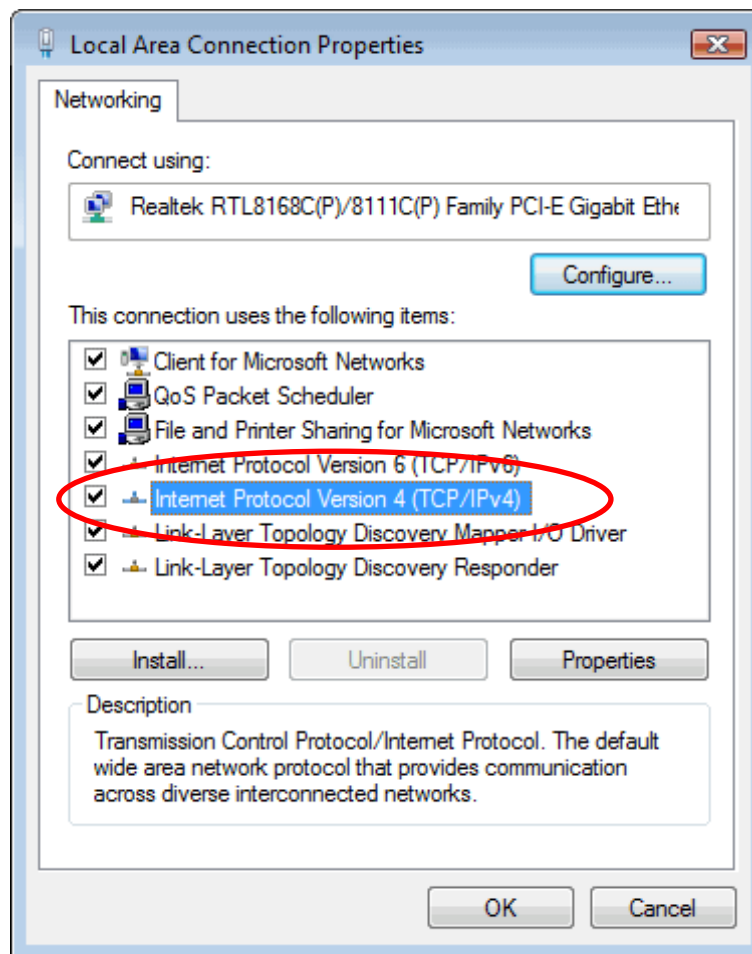 Local Area Connection Properties
Networking
Connect using:
Realtek RTL8168C(P)/8111C(P) Family PCI-E Gigabit Ethe
Configure...
This connection uses the following items:
Client for Microsoft Networks
QoS Packet Scheduler
File and Printer Sharing for Microsoft Networks
Internet Protocol Version 6 (TCP/IPv6)
Internet Protocol Version 4 (TCP/IPv4)
Link-Layer Topology Discovery Mapper I/O Driver
Link-Layer Topology Discovery Responder
Install... Uninstall Properties
Description
Transmission Control Protocol/Internet Protocol. The default
wide area network protocol that provides communication
across diverse interconnected networks.
OK Cancel